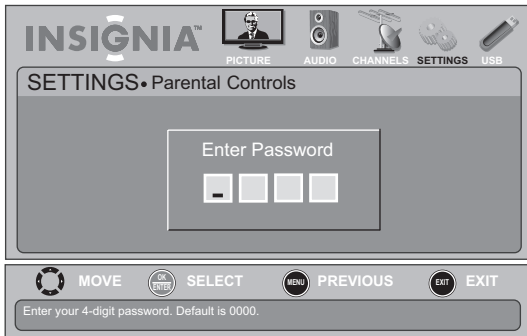 INSIGNIA™
PICTURE AUDIO CHANNELS SETTINGS USB
SETTINGS• Parental Controls
Enter Password
-
MOVE OK ENTER SELECT MENU PREVIOUS EXIT EXIT
Enter your 4-digit password. Default is 0000.